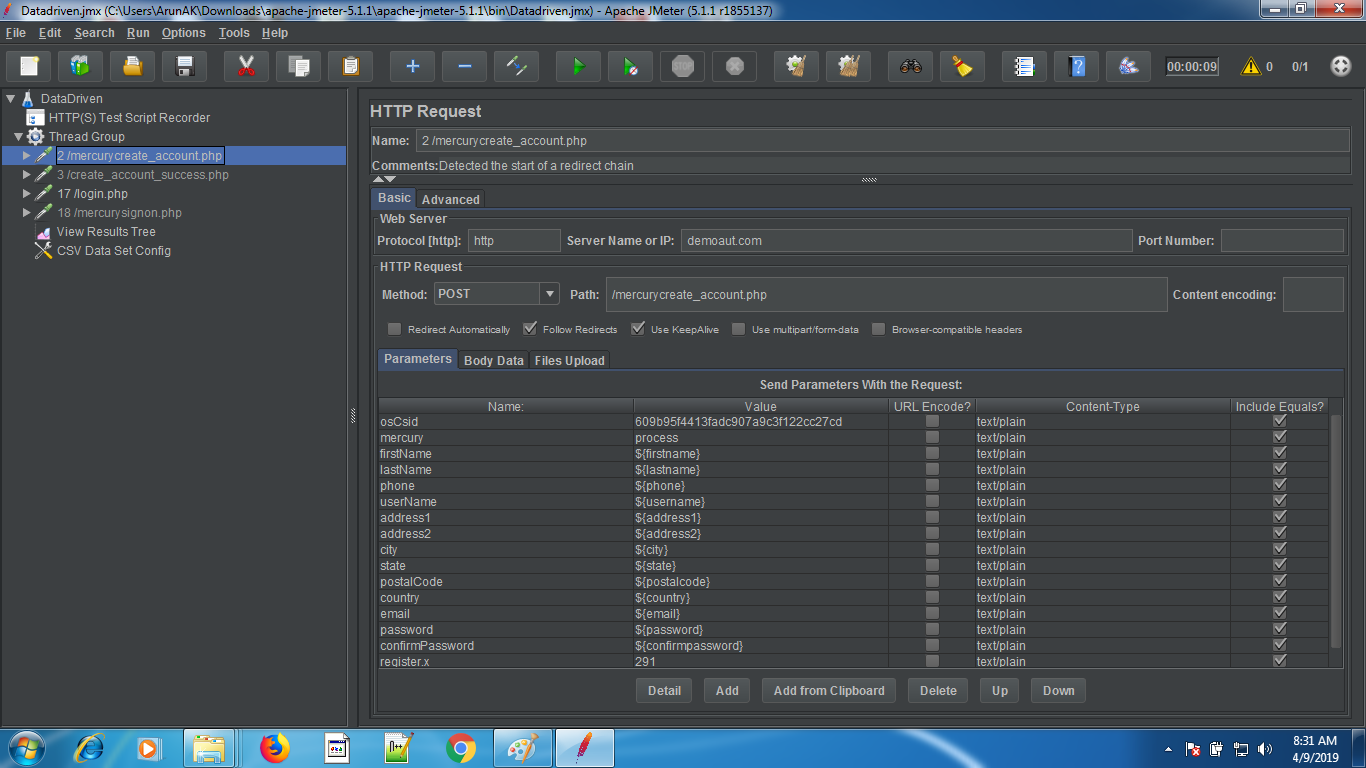 Datadriven.jmx (C:\Users\ArunAK\Downloads\apache-jmeter-5.1.1\apache-jmeter-5.1.1\bin\Datadriven.jmx) - Apache JMeter (5.1.1 r1855137)
File Edit Search Run Options Tools Help
00:00:09 0 0/1
DataDriven
HTTP(S) Test Script Recorder
Thread Group
2 /mercurycreate_account.php
3 /create_account_success.php
17 /login.php
18 /mercurysignon.php
View Results Tree
CSV Data Set Config
HTTP Request
Name: 2 /mercurycreate_account.php
Comments: Detected the start of a redirect chain
Basic Advanced
Web Server
Protocol [http]: http Server Name or IP: demoaut.com Port Number:
HTTP Request
Method: POST Path: /mercurycreate_account.php Content encoding:
Redirect Automatically Follow Redirects Use KeepAlive Use multipart/form-data Browser-compatible headers
Parameters Body Data Files Upload
Send Parameters With the Request:
Name: Value URL Encode? Content-Type Include Equals?
osCsid 609b95f4413fadc907a9c3f122cc27cd text/plain
mercury process text/plain
firstName ${firstname} text/plain
lastName ${lastname} text/plain
phone ${phone} text/plain
userName ${username} text/plain
address1 ${address1} text/plain
address2 ${address2} text/plain
city ${city} text/plain
state ${state} text/plain
postalCode ${postalcode} text/plain
country ${country} text/plain
email ${email} text/plain
password ${password} text/plain
confirmPassword ${confirmpassword} text/plain
register.x 291 text/plain
Detail Add Add from Clipboard Delete Up Down
8:31 AM
4/9/2019